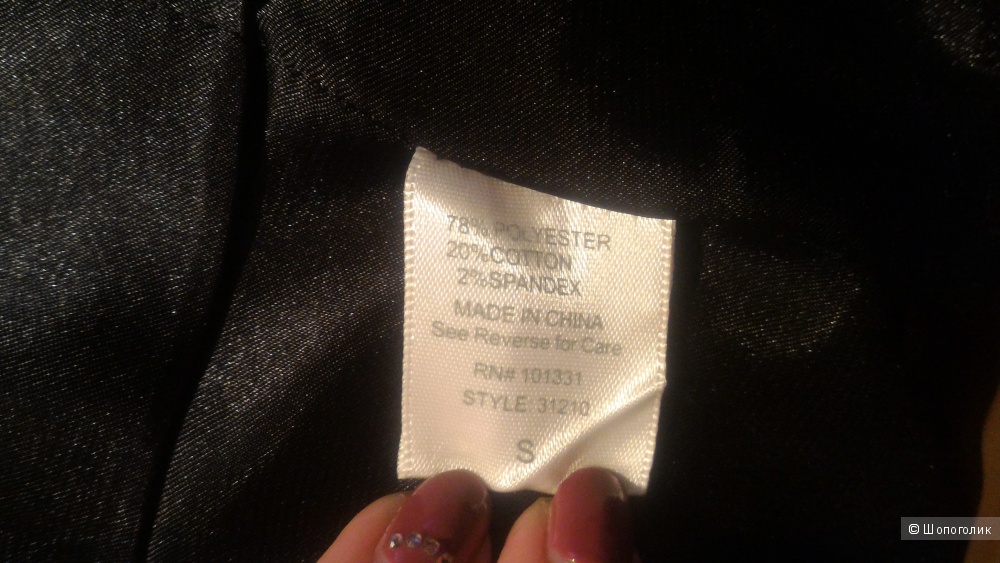 78% POLYESTER
20%COTTON
2%SPANDEX
MADE IN CHINA
See Reverse for Care
RN# 101331
STYLE: 31210
S
© Шопоголик